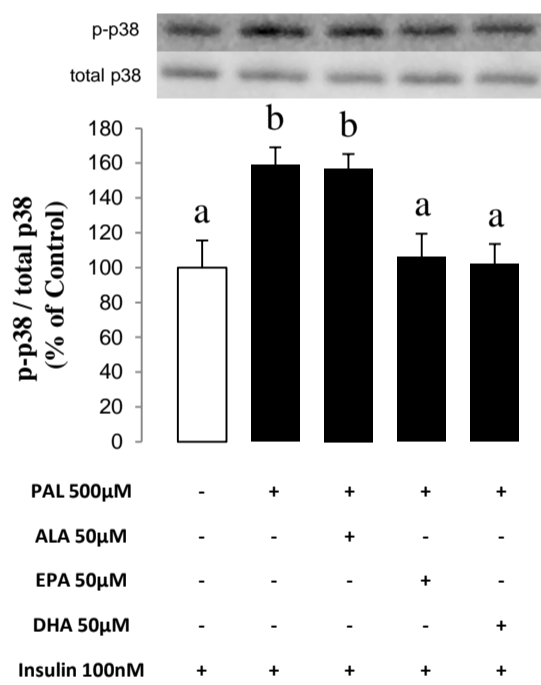 p-p38
total p38
p-p38 / total p38
(% of Control)
180
160
140
120
100
80
60
40
20
0
a
b
b
a
a
PAL 500µM - + + + +
ALA 50µM - - + - -
EPA 50µM - - - + -
DHA 50µM - - - - +
Insulin 100nM + + + + +